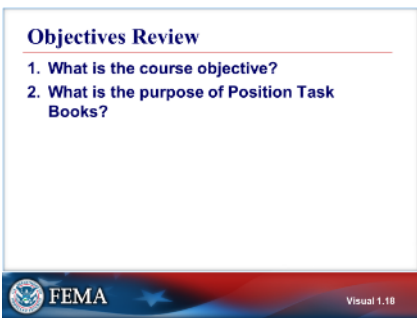 Objectives Review
1. What is the course objective?
2. What is the purpose of Position Task
Books?
FEMA
Visual 1.18